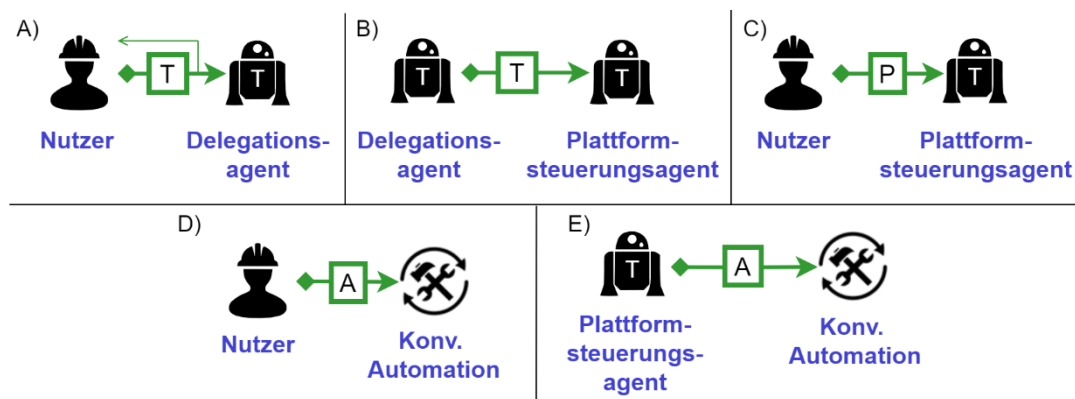 A)
T
T
Nutzer
Delegations-
agent
B)
T
T
T
Delegations-
agent
Plattform-
steuerungsagent
C)
P
T
Nutzer
Plattform-
steuerungsagent
D)
A
Nutzer
Konv.
Automation
E)
T
A
Plattform-
steuerungs-
agent
Konv.
Automation